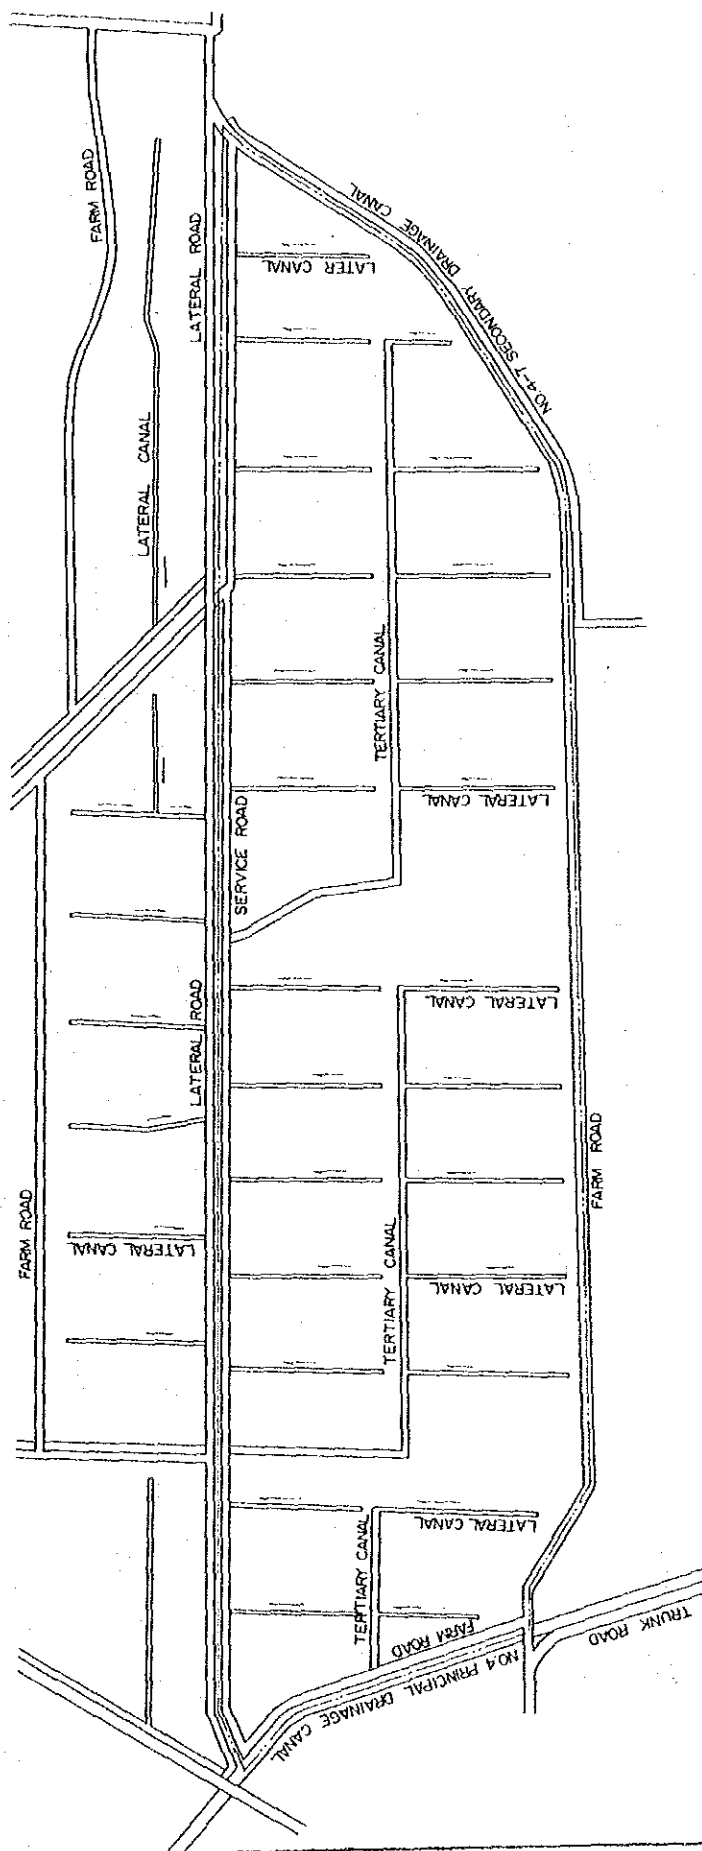 FARM ROAD
LATERAL ROAD
NO.4-7 SECONDARY DRAINAGE CANAL
LATER CANAL
LATERAL CANAL
TERTIARY CANAL
LATERAL CANAL
SERVICE ROAD
LATERAL ROAD
LATERAL CANAL
FARM ROAD
FARM ROAD
LATERAL CANAL
TERTIARY CANAL
LATERAL CANAL
LATERAL CANAL
TERTIARY CANAL
FARM ROAD
TRUNK ROAD
NO.4 PRINCIPAL DRAINAGE CANAL